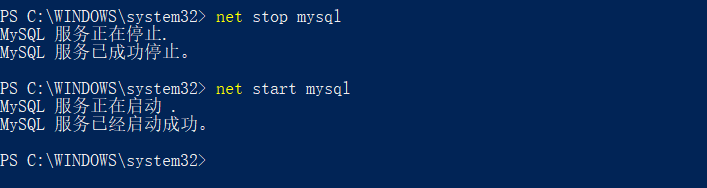 PS C:\WINDOWS\system32> net stop mysql
MySQL 服务正在停止.
MySQL 服务已成功停止。
PS C:\WINDOWS\system32> net start mysql
MySQL 服务正在启动 .
MySQL 服务已经启动成功。
PS C:\WINDOWS\system32>